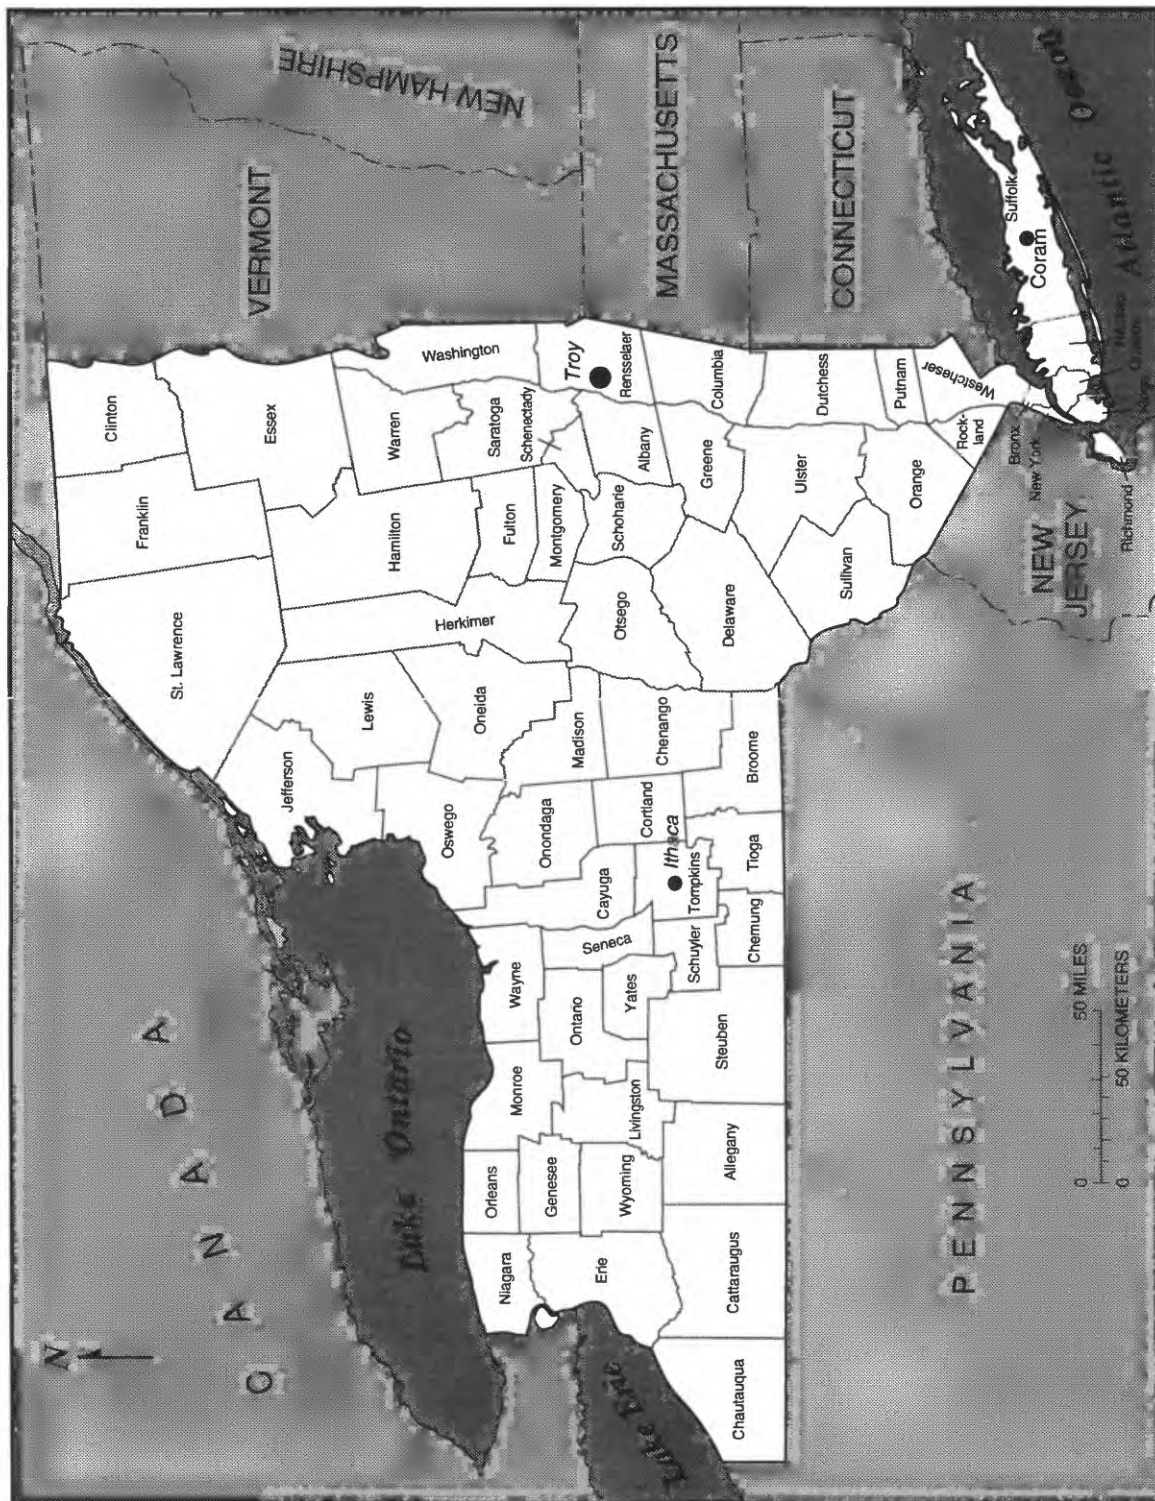 N
C A N A D A
VERMONT
NEW HAMPSHIRE
MASSACHUSETTS
CONNECTICUT
NEW
JERSEY
PENNSYLVANIA
Lake Ontario
Lake Erie
Atlantic
Ocean
Clinton
Franklin
St. Lawrence
Essex
Jefferson
Lewis
Hamilton
Herkimer
Warren
Washington
Oswego
Oneida
Fulton
Saratoga
Schenectady
Montgomery
Niagara
Orleans
Monroe
Wayne
Cayuga
Onondaga
Madison
Otsego
Schoharie
Albany
Troy
Rensselaer
Erie
Genesee
Wyoming
Livingston
Ontario
Yates
Seneca
Cortland
Chenango
Delaware
Greene
Columbia
Ithaca
Tompkins
Schuyler
Chautauqua
Cattaraugus
Allegany
Steuben
Chemung
Tioga
Broome
Sullivan
Ulster
Dutchess
Orange
Putnam
Rock-
land
Westchester
Bronx
New York
Richmond
Nassau
Queens
Suffolk
Coram
0 50 MILES
0 50 KILOMETERS